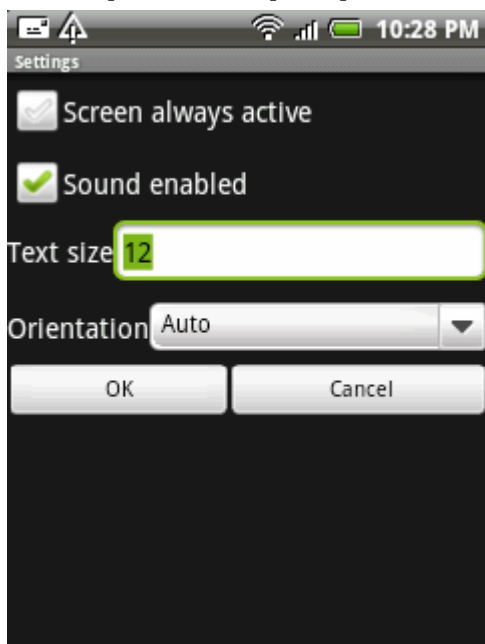 10:28 PM
Settings
Screen always active
Sound enabled
Text size 12
Orientation Auto
OK Cancel